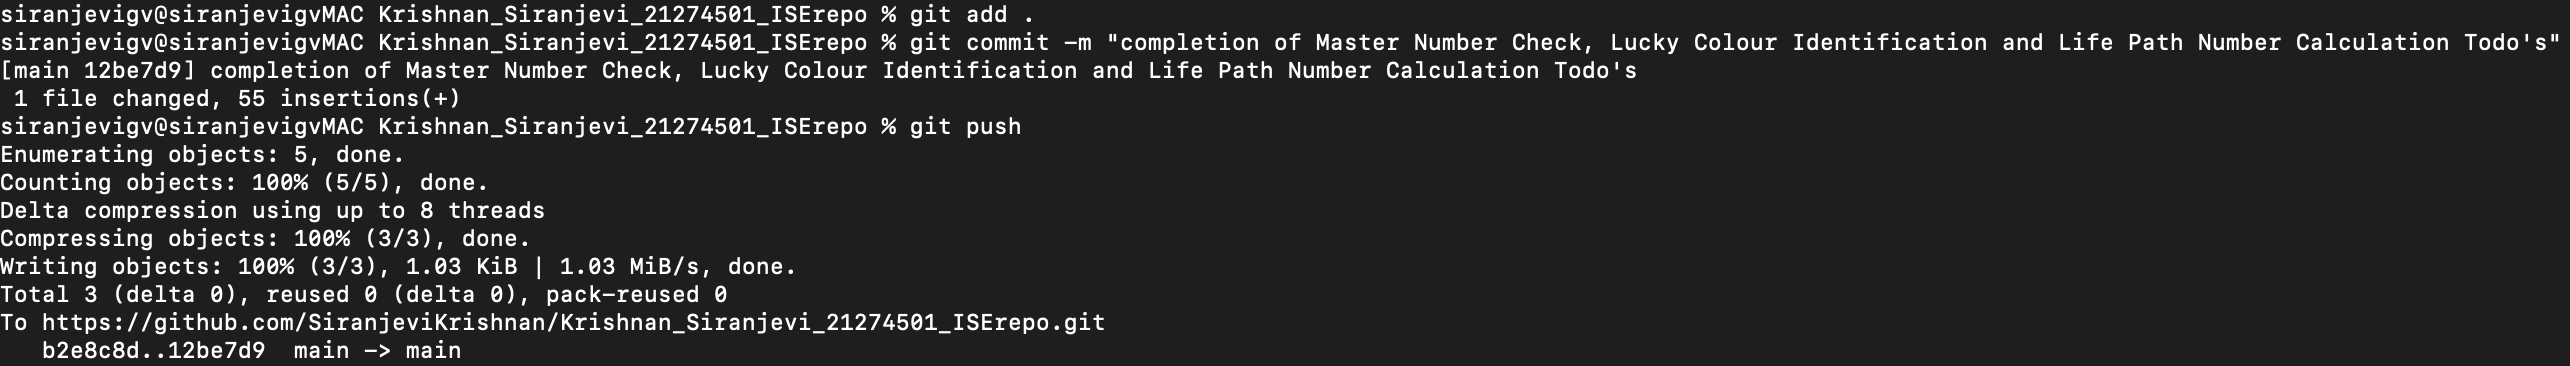 siranjevigv@siranjevigvMAC Krishnan_Siranjevi_21274501_ISErepo % git add .
siranjevigv@siranjevigvMAC Krishnan_Siranjevi_21274501_ISErepo % git commit -m "completion of Master Number Check, Lucky Colour Identification and Life Path Number Calculation Todo's"
[main 12be7d9] completion of Master Number Check, Lucky Colour Identification and Life Path Number Calculation Todo's
 1 file changed, 55 insertions(+)
siranjevigv@siranjevigvMAC Krishnan_Siranjevi_21274501_ISErepo % git push
Enumerating objects: 5, done.
Counting objects: 100% (5/5), done.
Delta compression using up to 8 threads
Compressing objects: 100% (3/3), done.
Writing objects: 100% (3/3), 1.03 KiB | 1.03 MiB/s, done.
Total 3 (delta 0), reused 0 (delta 0), pack-reused 0
To https://github.com/SiranjeviKrishnan/Krishnan_Siranjevi_21274501_ISErepo.git
   b2e8c8d..12be7d9  main -> main